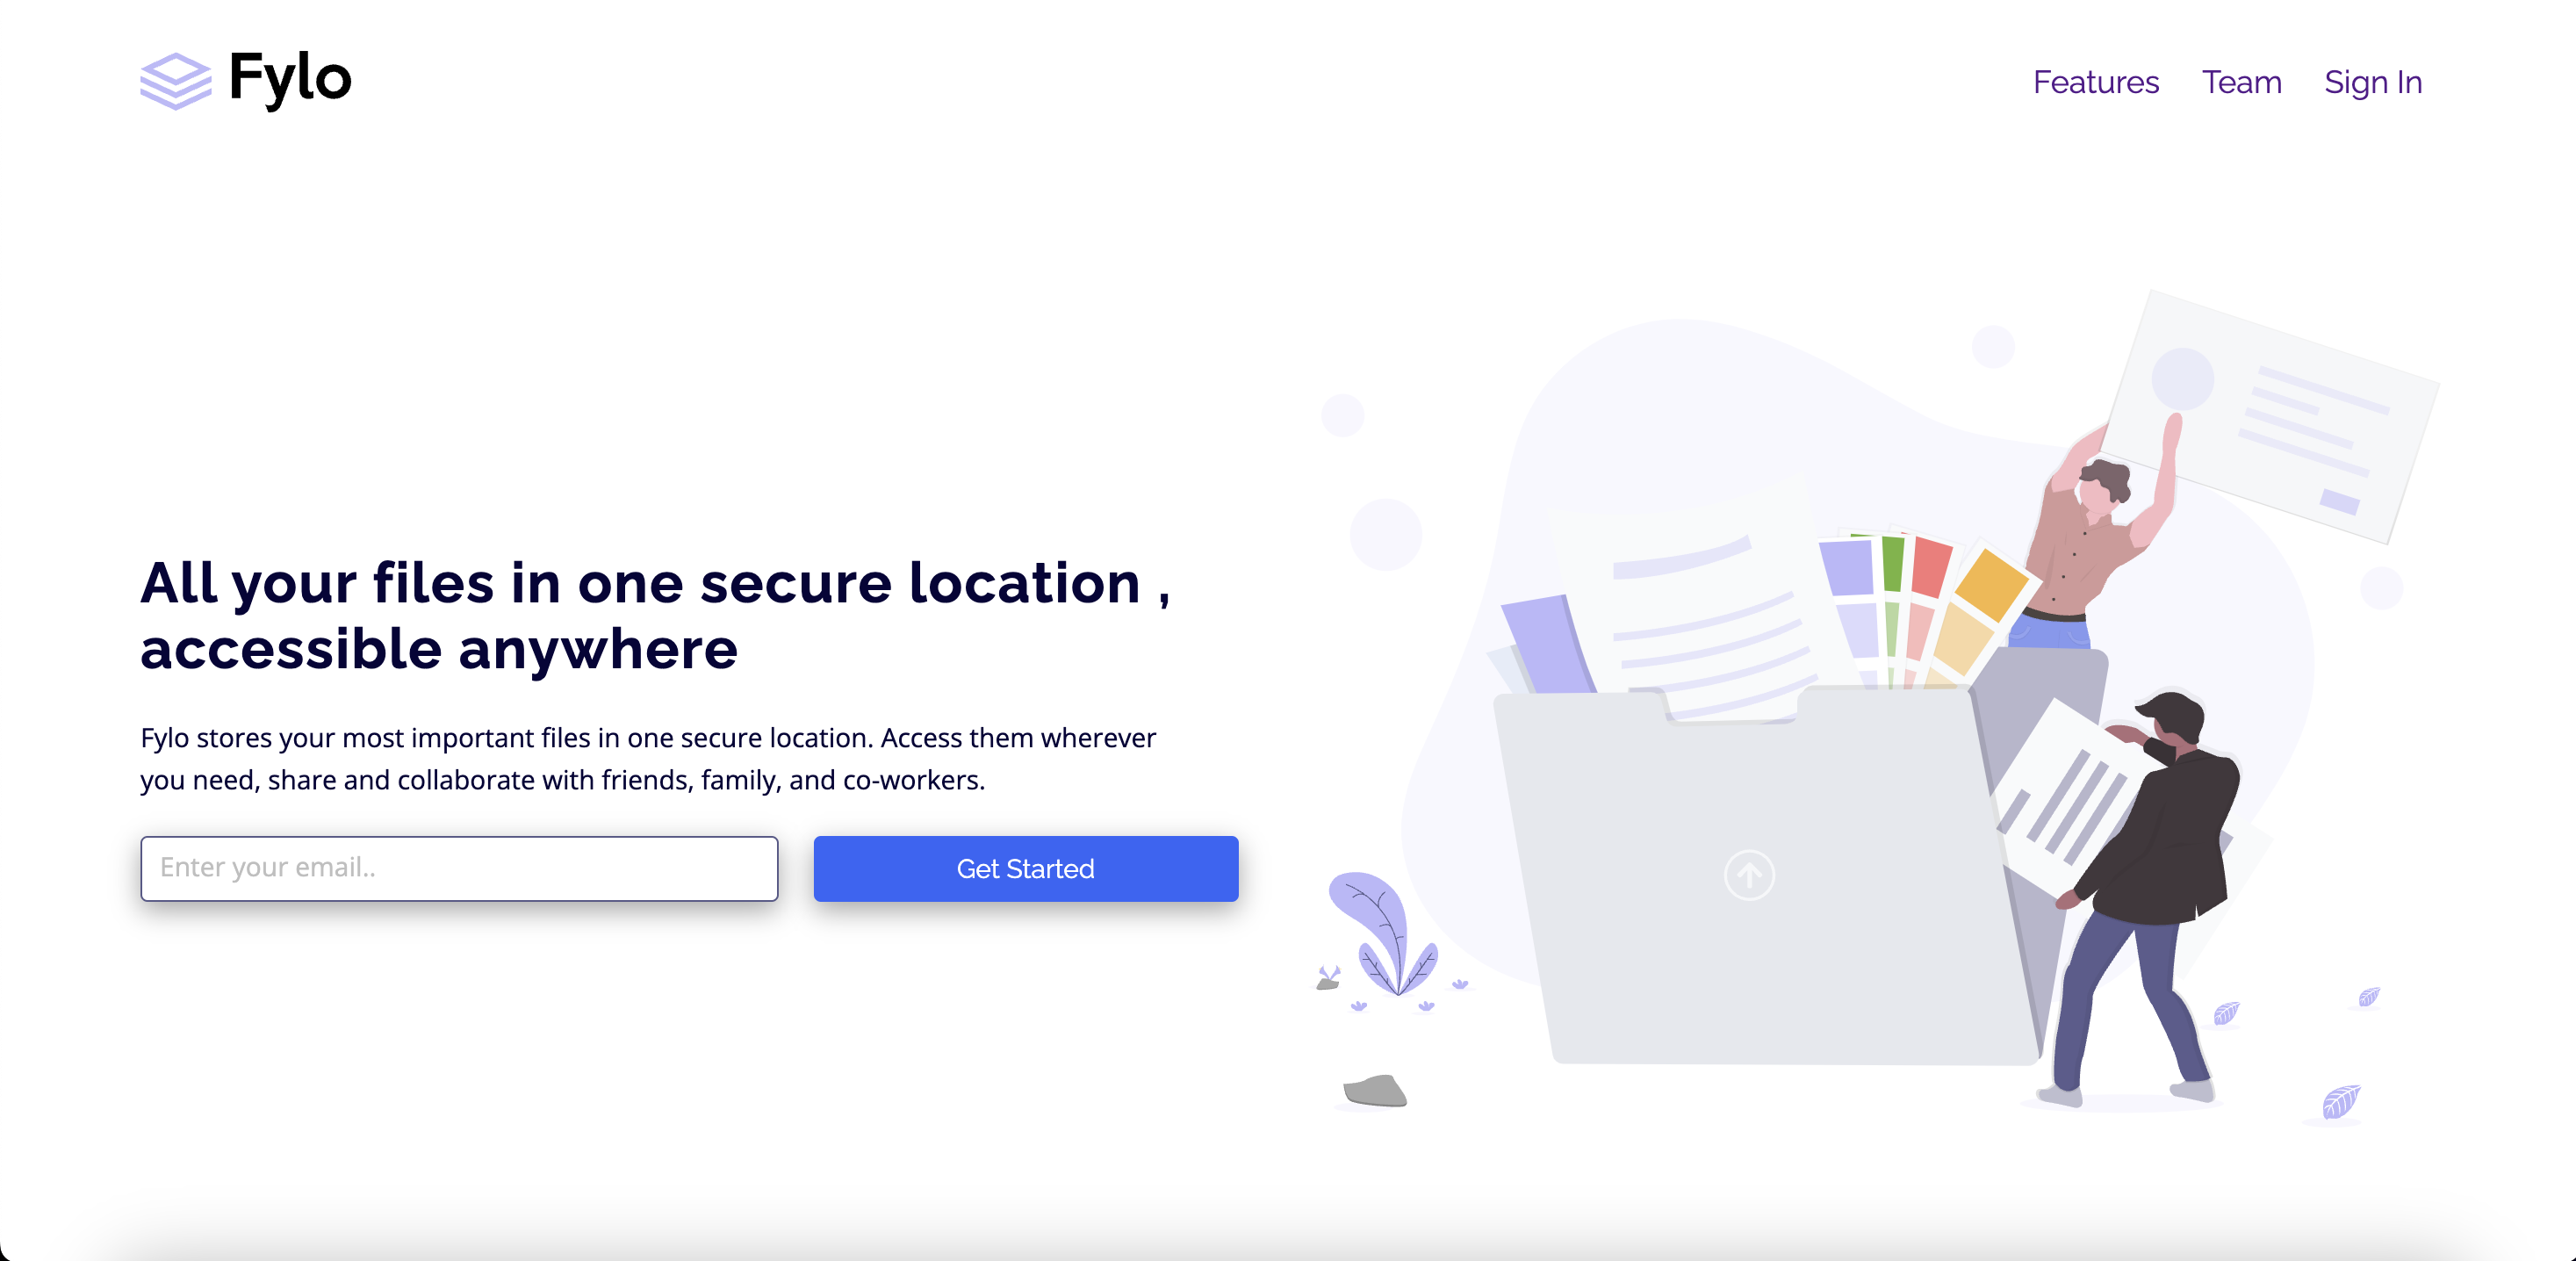 Fylo
Features Team Sign In
All your files in one secure location ,
accessible anywhere
Fylo stores your most important files in one secure location. Access them wherever
you need, share and collaborate with friends, family, and co-workers.
Enter your email..
Get Started